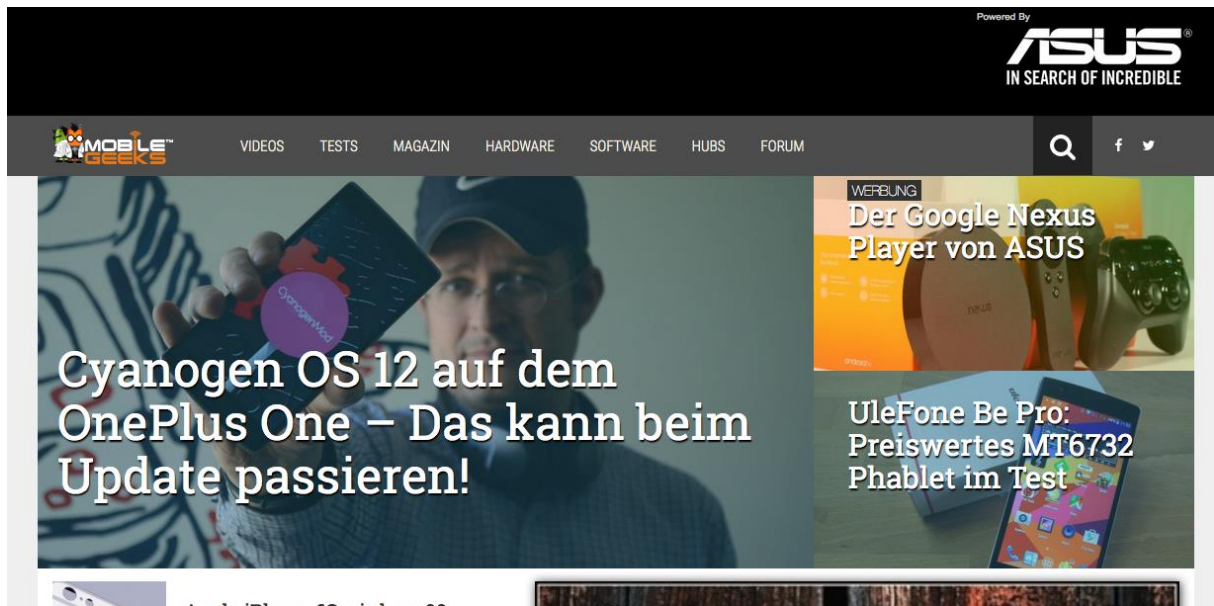 Powered By
ASUS®
IN SEARCH OF INCREDIBLE
MOBILE™
GEEKS
VIDEOS TESTS MAGAZIN HARDWARE SOFTWARE HUBS FORUM
Cyanogen OS 12 auf dem
OnePlus One – Das kann beim
Update passieren!
CyanogenMod
WERBUNG
Der Google Nexus
Player von ASUS
UleFone Be Pro:
Preiswertes MT6732
Phablet im Test